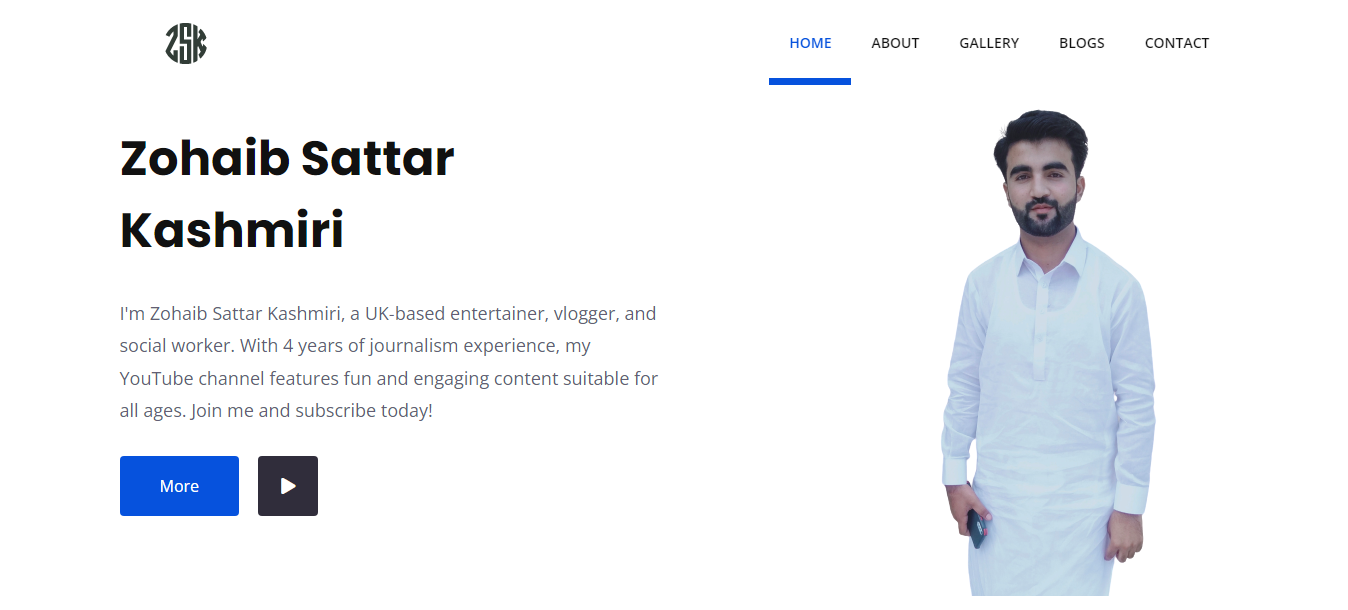 ZSK
HOME
ABOUT
GALLERY
BLOGS
CONTACT
Zohaib Sattar
Kashmiri
I'm Zohaib Sattar Kashmiri, a UK-based entertainer, vlogger, and
social worker. With 4 years of journalism experience, my
YouTube channel features fun and engaging content suitable for
all ages. Join me and subscribe today!
More